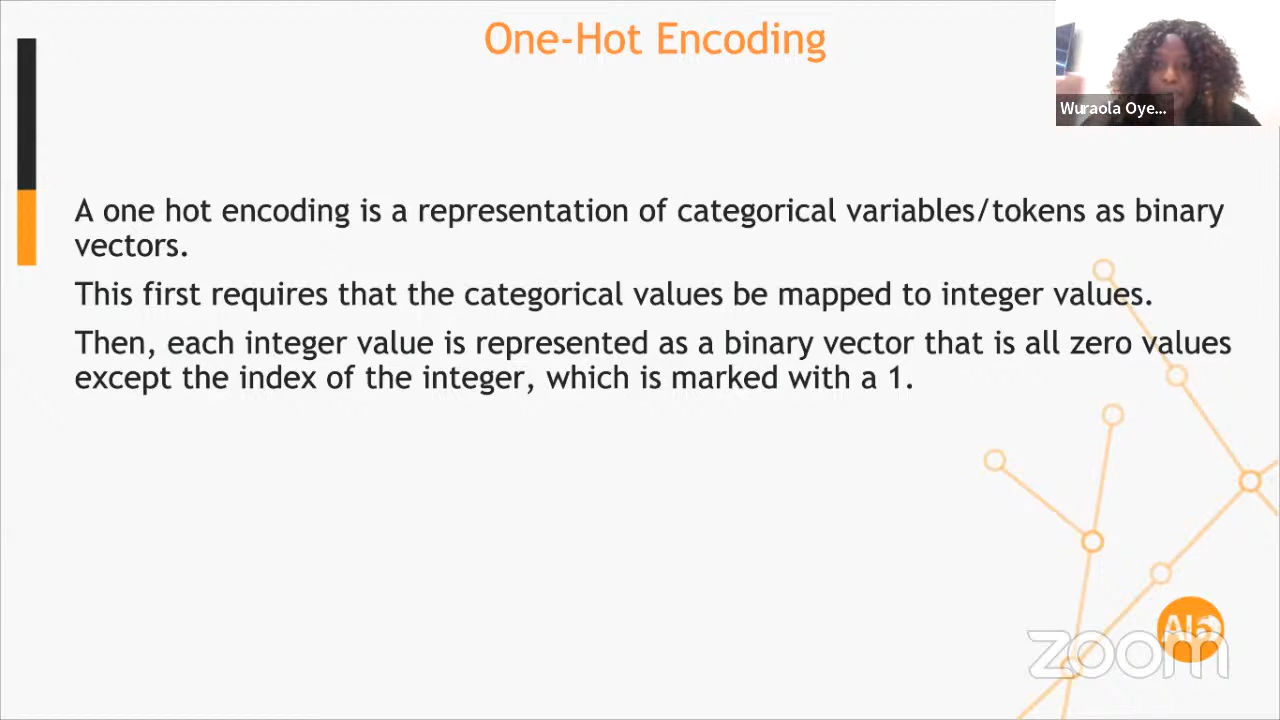 One-Hot Encoding
Wuraola Oye...
A one hot encoding is a representation of categorical variables/tokens as binary
vectors.
This first requires that the categorical values be mapped to integer values.
Then, each integer value is represented as a binary vector that is all zero values
except the index of the integer, which is marked with a 1.
zoom